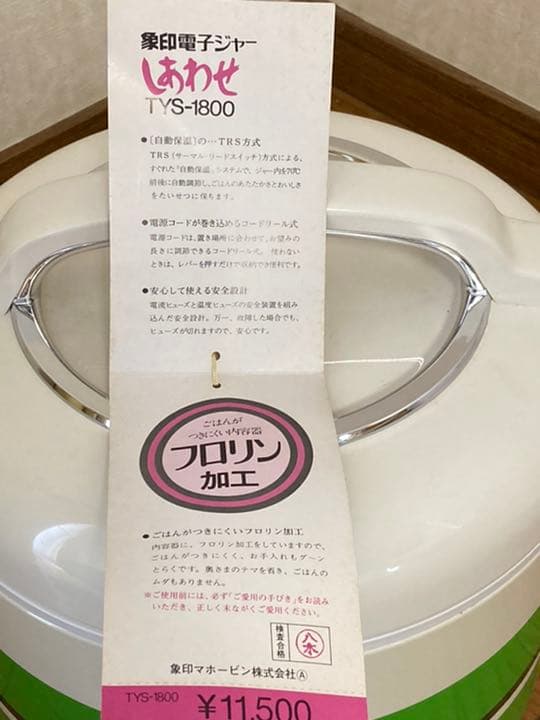 象印電子ジャー
しあわせ
TYS-1800
●〔自動保温〕の…TRS方式
TRS(サーマル・リードスイッチ)方式による、
すぐれた「自動保温」システムで、ジャー内を70℃
前後に自動調節し、ごはんのあたたかさとおいしさ
をたいせつに保ちます。
●電源コードが巻き込めるコードリール式
電源コードは、置き場所に合わせて、お望みの
長さに調節できるコードリール式。使わない
ときは、レバーを押すだけで収納でき便利です。
●安心して使える安全設計
電流ヒューズと温度ヒューズの安全装置を組み
込んだ安全設計。万一、故障した場合でも、
ヒューズが切れますので、安心です。
ごはんが
つきにくい内容器
フロリン
加工
●ごはんがつきにくいフロリン加工
内容器に、フロリン加工をしていますので、
ごはんがつきにくく、お手入れもグ〜ン
とらくです。奥さまのテマを省き、ごはんの
ムダもありません。
※ご使用前には、必ず「ご愛用の手びき」をお読み
いただき、正しく末ながくご愛用ください。
検査合格
八木
象印マホービン株式会社Ⓐ
TYS-1800
¥11,500